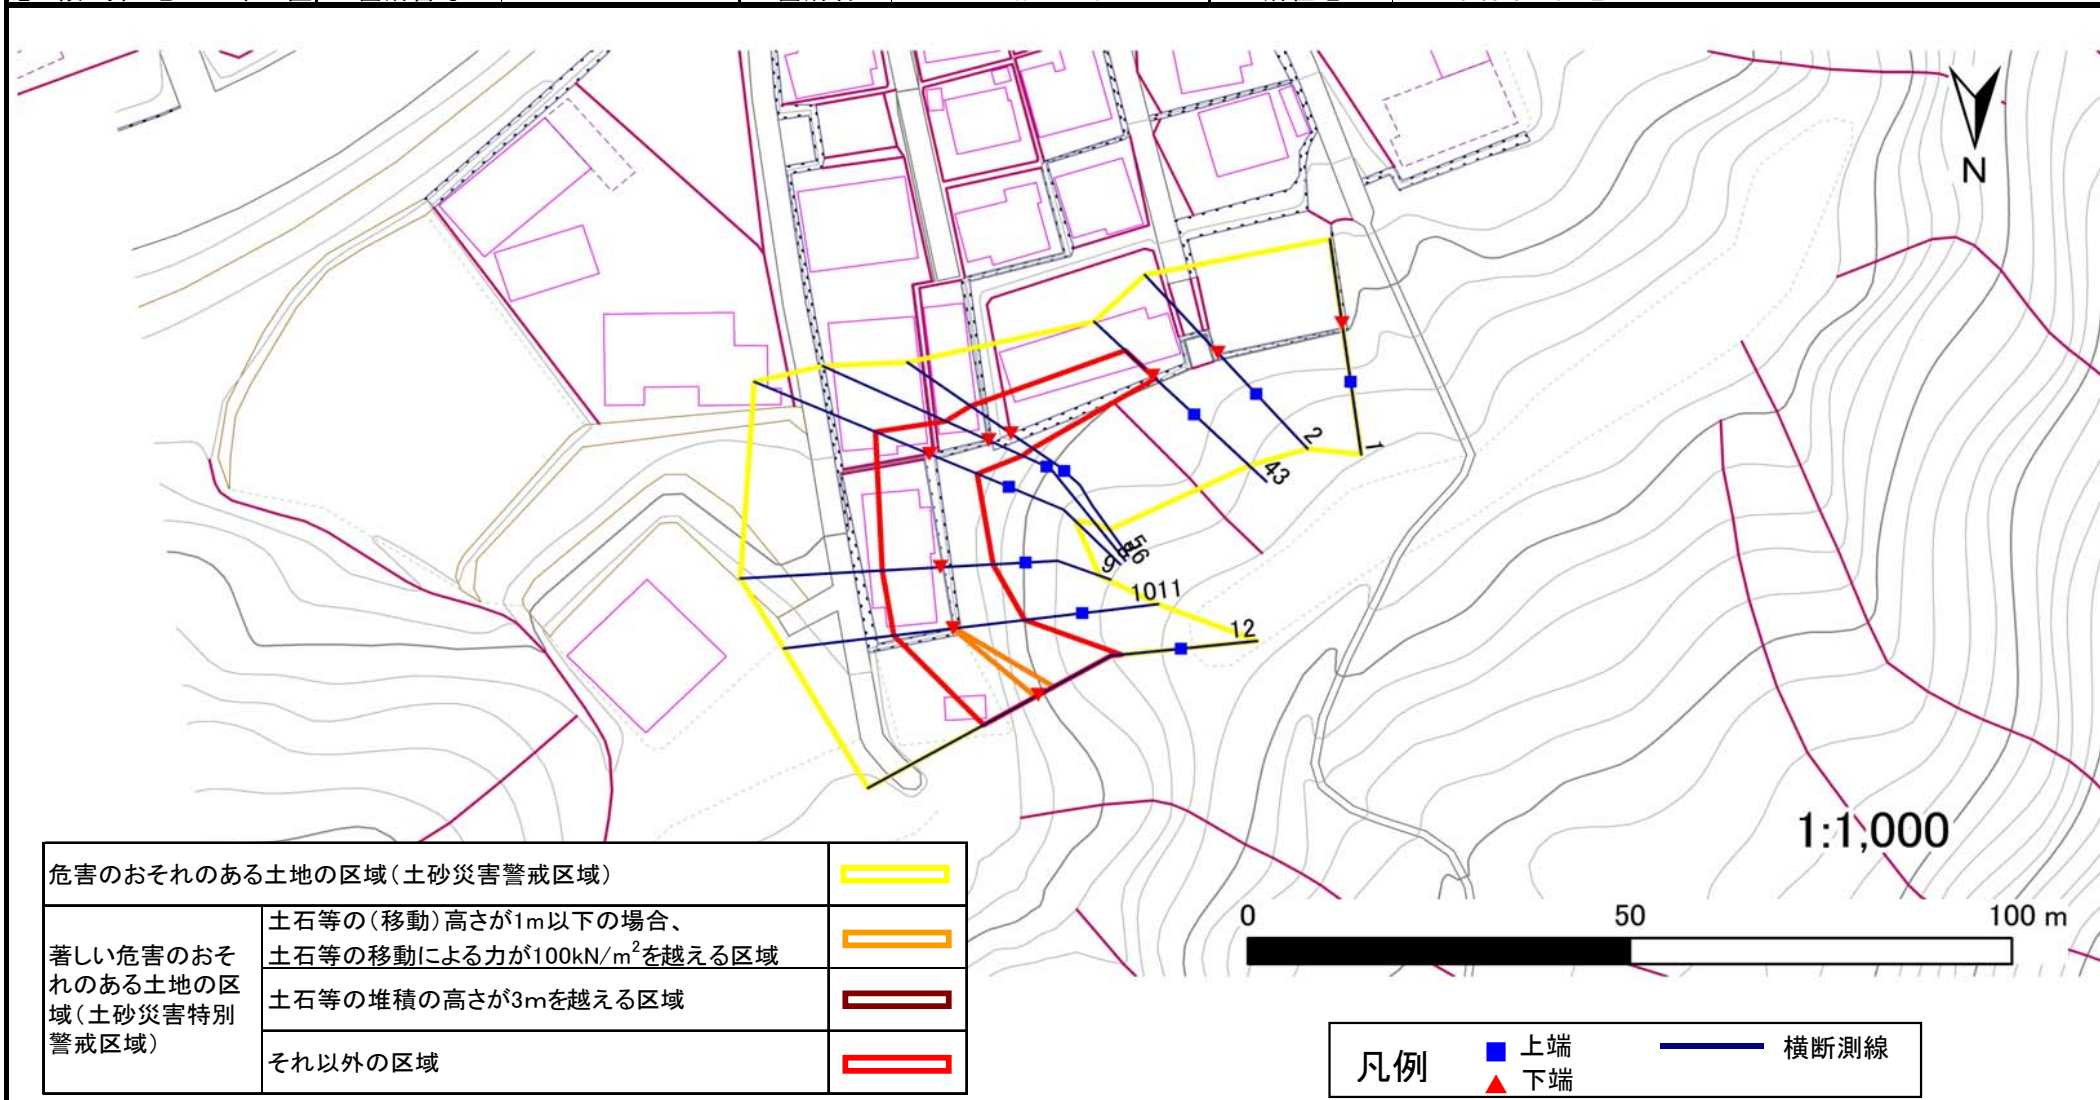 N
2
1
43
5
6
9
1011
12
1:1,000
0 50 100 m
危害のおそれのある土地の区域(土砂災害警戒区域)
著しい危害のおそ
れのある土地の区
域(土砂災害特別
警戒区域)
土石等の(移動)高さが1m以下の場合、
土石等の移動による力が100kN/m²を越える区域
土石等の堆積の高さが3mを越える区域
それ以外の区域
凡例
上端
下端
横断測線